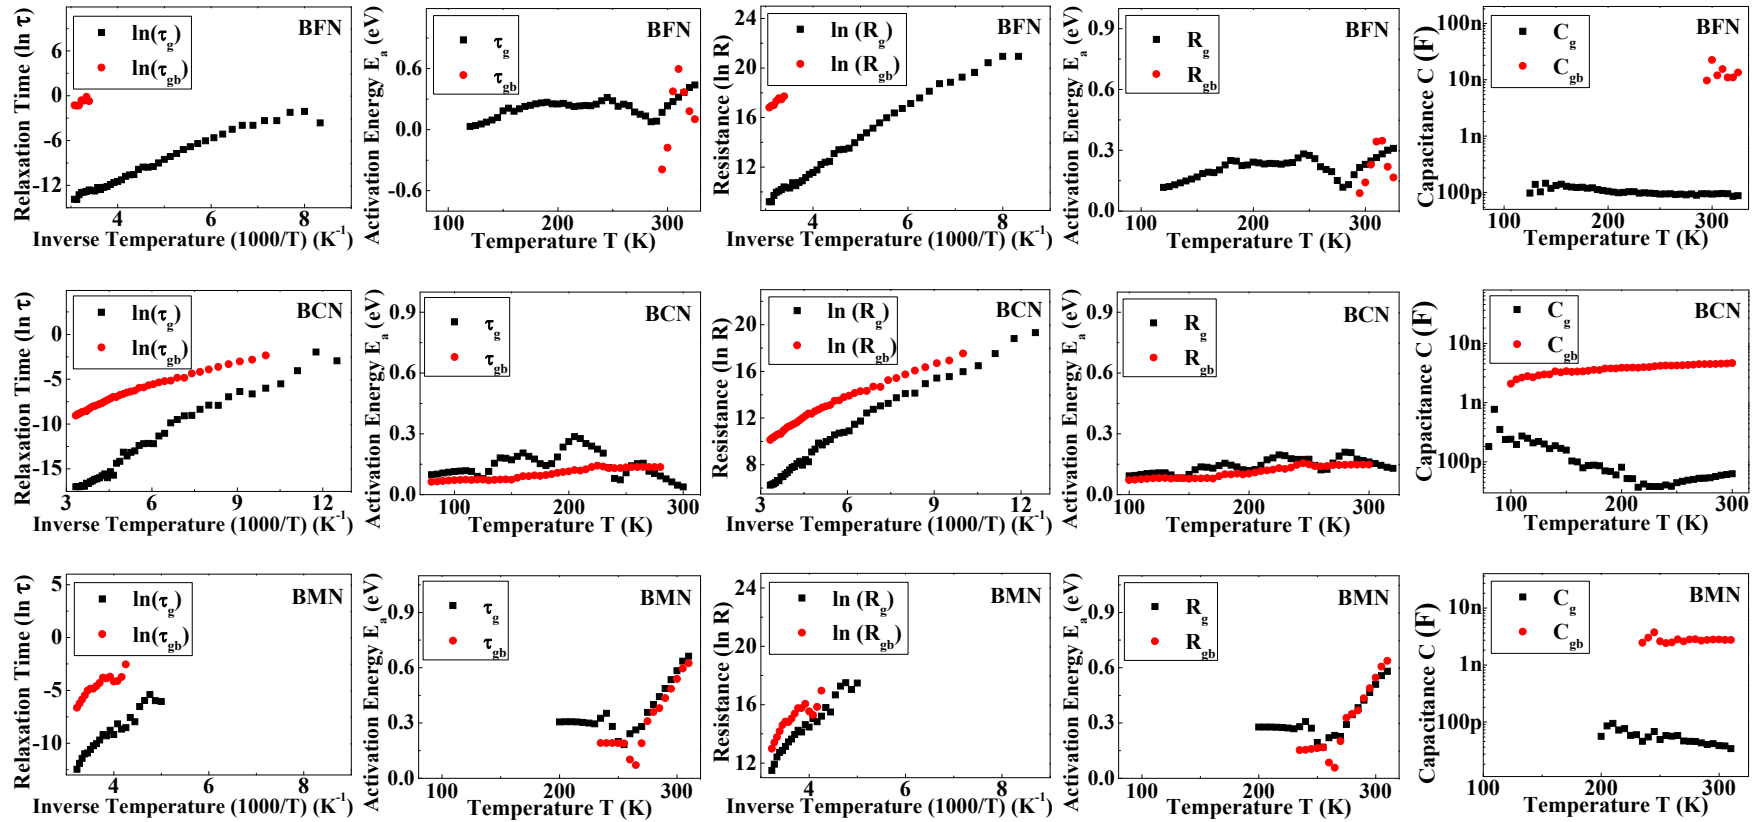 Relaxation Time (ln τ)
6
0
-6
-12
4
6
8
Inverse Temperature (1000/T) (K-1)
ln(τg)
ln(τgb)
BFN
Activation Energy Ea (eV)
0.6
0.0
-0.6
100
200
300
Temperature T (K)
τg
τgb
BFN
Resistance (ln R)
24
20
16
12
4
6
8
Inverse Temperature (1000/T) (K-1)
ln (Rg)
ln (Rgb)
BFN
Activation Energy Ea (eV)
0.9
0.6
0.3
0.0
100
200
300
Temperature T (K)
Rg
Rgb
BFN
Capacitance C (F)
100n
10n
1n
100p
100
200
300
Temperature T (K)
Cg
Cgb
BFN
Relaxation Time (ln τ)
0
-5
-10
-15
3
6
9
12
Inverse Temperature (1000/T) (K-1)
ln(τg)
ln(τgb)
BCN
Activation Energy Ea (eV)
0.9
0.6
0.3
0.0
100
200
300
Temperature T (K)
τg
τgb
BCN
Resistance (ln R)
20
16
12
8
3
6
9
12
Inverse Temperature (1000/T) (K-1)
ln (Rg)
ln (Rgb)
BCN
Activation Energy Ea (eV)
0.9
0.6
0.3
0.0
100
200
300
Temperature T (K)
Rg
Rgb
BCN
Capacitance C (F)
10n
1n
100p
100
200
300
Temperature T (K)
Cg
Cgb
BCN
Relaxation Time (ln τ)
5
0
-5
-10
4
6
8
Inverse Temperature (1000/T) (K-1)
ln(τg)
ln(τgb)
BMN
Activation Energy Ea (eV)
0.9
0.6
0.3
0.0
100
200
300
Temperature T (K)
τg
τgb
BMN
Resistance (ln R)
24
20
16
12
4
6
8
Inverse Temperature (1000/T) (K-1)
ln (Rg)
ln (Rgb)
BMN
Activation Energy Ea (eV)
0.9
0.6
0.3
0.0
100
200
300
Temperature T (K)
Rg
Rgb
BMN
Capacitance C (F)
10n
1n
100p
100
200
300
Temperature T (K)
Cg
Cgb
BMN